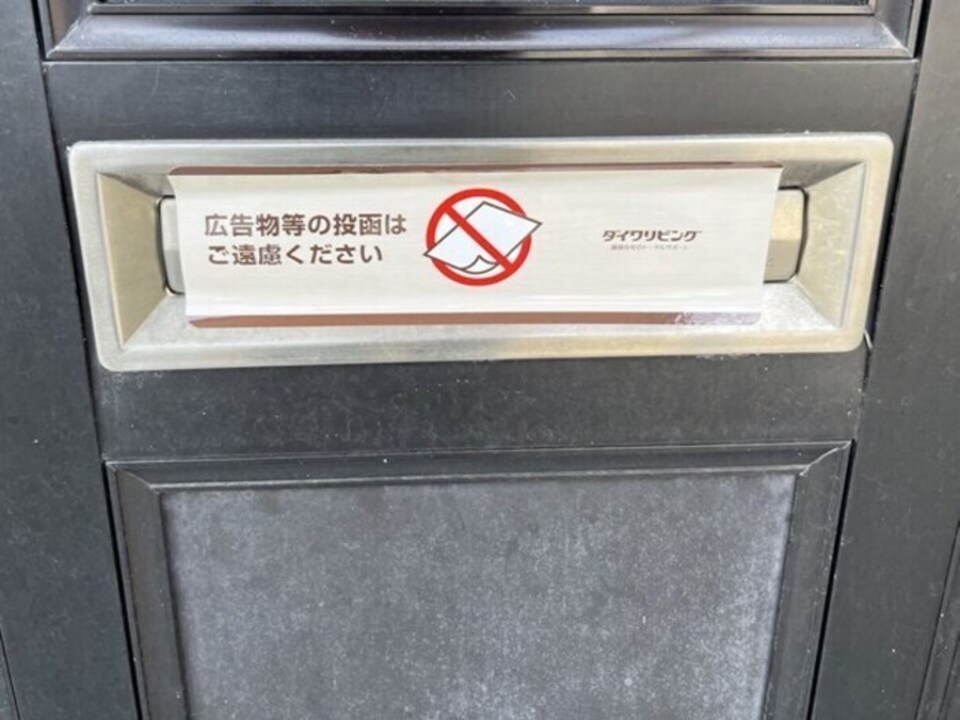 広告物等の投函は
ご遠慮ください
ダイワリビング